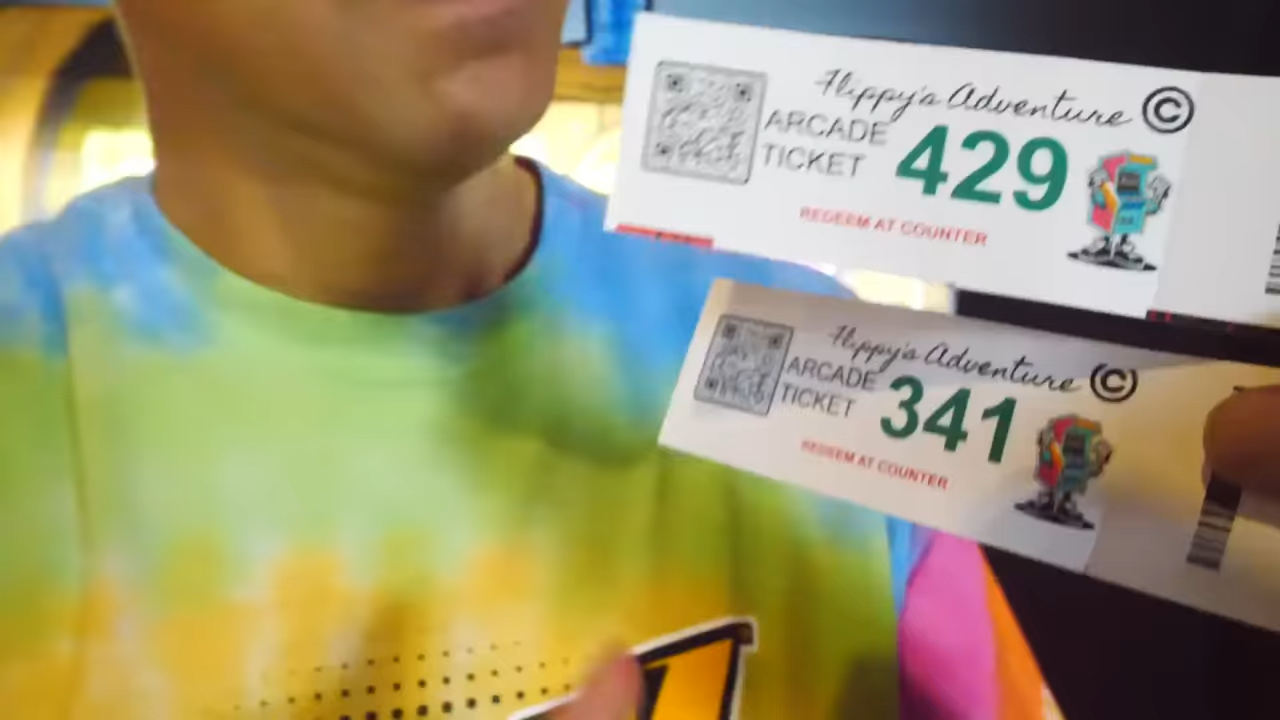 Flippy's Adventure ©
ARCADE
TICKET
429
REDEEM AT COUNTER
Flippy's Adventure ©
ARCADE
TICKET
341
REDEEM AT COUNTER